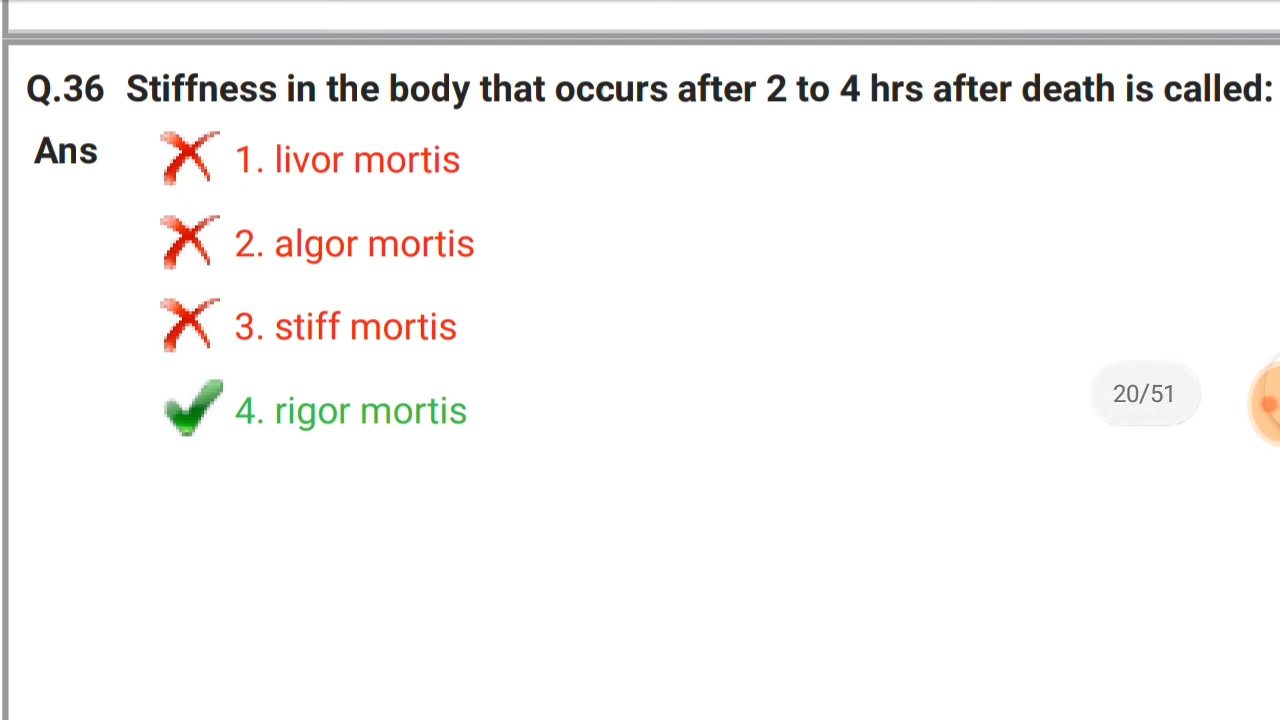 Q.36 Stiffness in the body that occurs after 2 to 4 hrs after death is called:
Ans
1. livor mortis
2. algor mortis
3. stiff mortis
4. rigor mortis
20/51